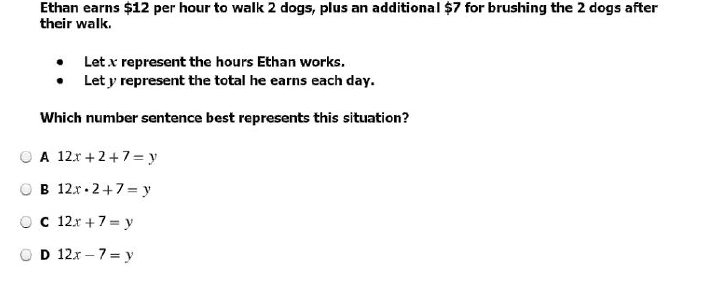 Ethan earns $12 per hour to walk 2 dogs, plus an additional $7 for brushing the 2 dogs after
their walk.
• Let x represent the hours Ethan works.
• Let y represent the total he earns each day.
Which number sentence best represents this situation?
A 12x + 2 + 7 = y
B 12x • 2 + 7 = y
C 12x + 7 = y
D 12x – 7 = y